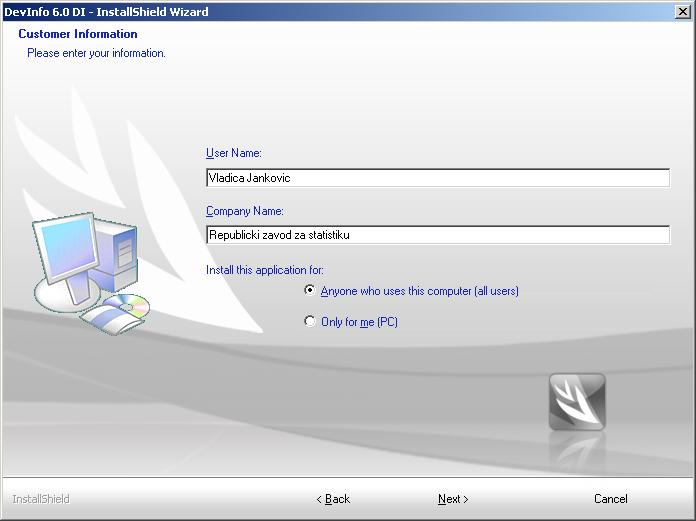 DevInfo 6.0 DI - InstallShield Wizard
Customer Information
Please enter your information.
User Name:
Vladica Jankovic
Company Name:
Republicki zavod za statistiku
Install this application for:
Anyone who uses this computer (all users)
Only for me (PC)
InstallShield
< Back
Next >
Cancel